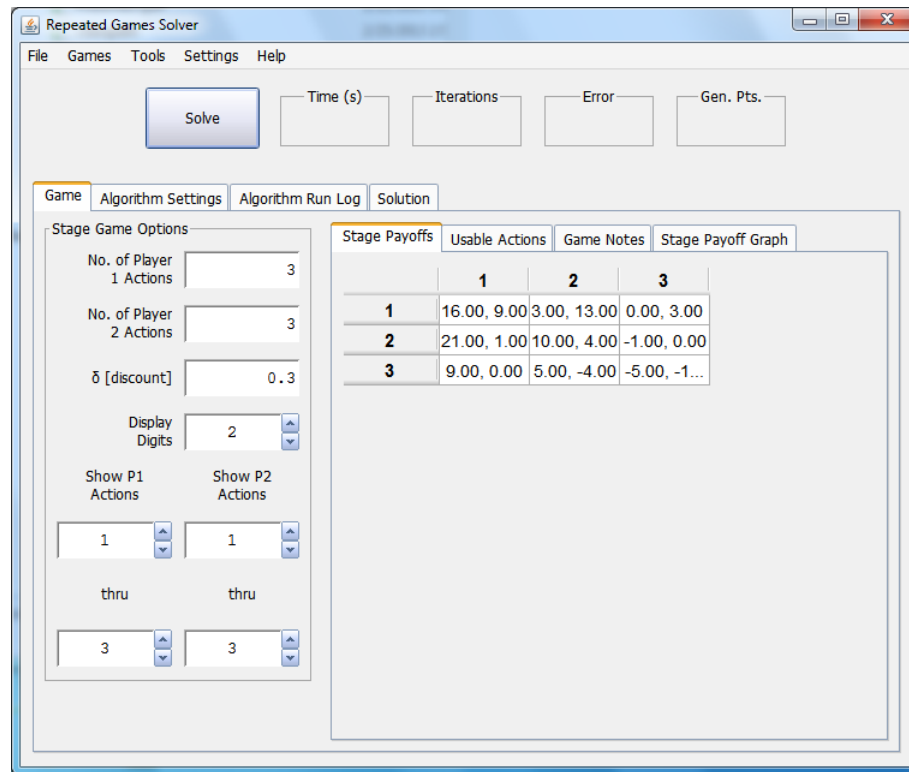 Repeated Games Solver
File Games Tools Settings Help
Solve
Time (s) Iterations Error Gen. Pts.
Game Algorithm Settings Algorithm Run Log Solution
Stage Game Options
No. of Player
1 Actions
3
No. of Player
2 Actions
3
δ [discount]
0.3
Display
Digits
2
Show P1
Actions
Show P2
Actions
1 1
thru thru
3 3
Stage Payoffs Usable Actions Game Notes Stage Payoff Graph
1 2 3
1 16.00, 9.00 3.00, 13.00 0.00, 3.00
2 21.00, 1.00 10.00, 4.00 -1.00, 0.00
3 9.00, 0.00 5.00, -4.00 -5.00, -1...